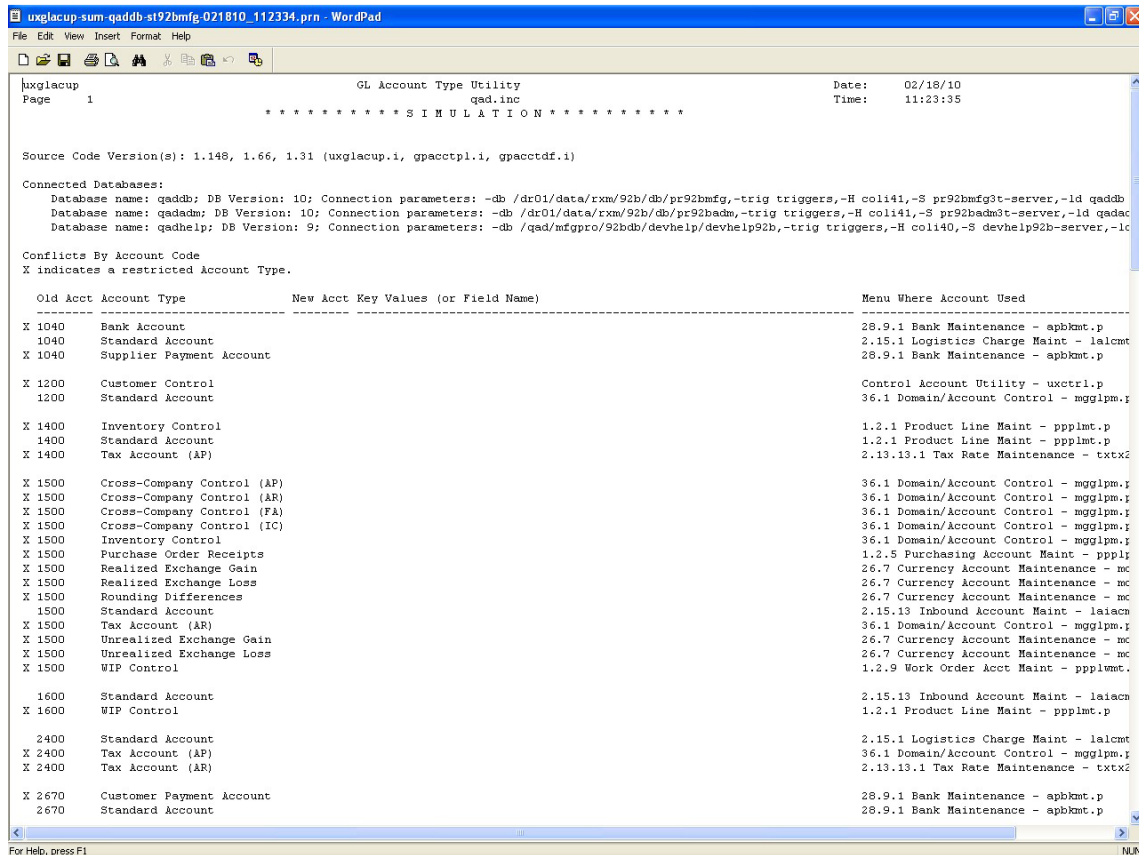 uxglacup-sum-qaddb-st92bmfg-021810_112334.prn - WordPad
File Edit View Insert Format Help
uxglacup GL Account Type Utility Date: 02/18/10
Page 1 qad.inc Time: 11:23:35
* * * * * * * * * * S I M U L A T I O N * * * * * * * * * *
Source Code Version(s): 1.148, 1.66, 1.31 (uxglacup.i, gpacctpl.i, gpacctdf.i)
Connected Databases:
Database name: qaddb; DB Version: 10; Connection parameters: -db /dr01/data/rxm/92b/db/pr92bmfg,-trig triggers,-H coli41,-S pr92bmfg3t-server,-ld qaddb
Database name: qadadm; DB Version: 10; Connection parameters: -db /dr01/data/rxm/92b/db/pr92badm,-trig triggers,-H coli41,-S pr92badm3t-server,-ld qadad
Database name: qadhelp; DB Version: 9; Connection parameters: -db /qad/mfgpro/92bdb/devhelp/devhelp92b,-trig triggers,-H coli40,-S devhelp92b-server,-ld
Conflicts By Account Code
X indicates a restricted Account Type.
Old Acct Account Type New Acct Key Values (or Field Name) Menu Where Account Used
X 1040 Bank Account 28.9.1 Bank Maintenance - apbkmt.p
1040 Standard Account 2.15.1 Logistics Charge Maint - lalcmt
X 1040 Supplier Payment Account 28.9.1 Bank Maintenance - apbkmt.p
X 1200 Customer Control Control Account Utility - uxctrl.p
1200 Standard Account 36.1 Domain/Account Control - mgglpm.p
X 1400 Inventory Control 1.2.1 Product Line Maint - ppplmt.p
1400 Standard Account 1.2.1 Product Line Maint - ppplmt.p
X 1400 Tax Account (AP) 2.13.13.1 Tax Rate Maintenance - txtx2
X 1500 Cross-Company Control (AP) 36.1 Domain/Account Control - mgglpm.p
X 1500 Cross-Company Control (AR) 36.1 Domain/Account Control - mgglpm.p
X 1500 Cross-Company Control (FA) 36.1 Domain/Account Control - mgglpm.p
X 1500 Cross-Company Control (IC) 36.1 Domain/Account Control - mgglpm.p
X 1500 Inventory Control 36.1 Domain/Account Control - mgglpm.p
X 1500 Purchase Order Receipts 1.2.5 Purchasing Account Maint - ppplp
X 1500 Realized Exchange Gain 26.7 Currency Account Maintenance - mc
X 1500 Realized Exchange Loss 26.7 Currency Account Maintenance - mc
X 1500 Rounding Differences 26.7 Currency Account Maintenance - mc
1500 Standard Account 2.15.13 Inbound Account Maint - laiacm
X 1500 Tax Account (AR) 36.1 Domain/Account Control - mgglpm.p
X 1500 Unrealized Exchange Gain 26.7 Currency Account Maintenance - mc
X 1500 Unrealized Exchange Loss 26.7 Currency Account Maintenance - mc
X 1500 WIP Control 1.2.9 Work Order Acct Maint - ppplwmt.
1600 Standard Account 2.15.13 Inbound Account Maint - laiacm
X 1600 WIP Control 1.2.1 Product Line Maint - ppplmt.p
2400 Standard Account 2.15.1 Logistics Charge Maint - lalcmt
X 2400 Tax Account (AP) 36.1 Domain/Account Control - mgglpm.p
X 2400 Tax Account (AR) 2.13.13.1 Tax Rate Maintenance - txtx2
X 2670 Customer Payment Account 28.9.1 Bank Maintenance - apbkmt.p
2670 Standard Account 28.9.1 Bank Maintenance - apbkmt.p
For Help, press F1 NUM